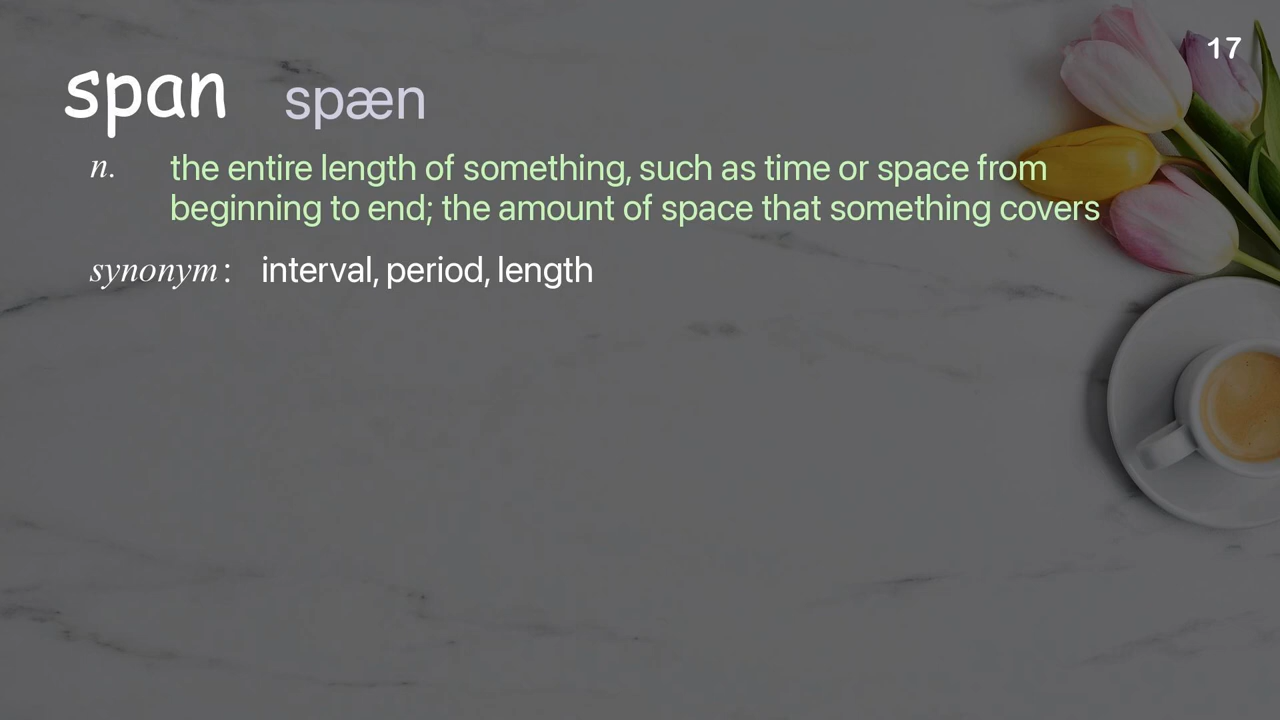 17
span spæn
n. the entire length of something, such as time or space from
beginning to end; the amount of space that something covers
synonym: interval, period, length